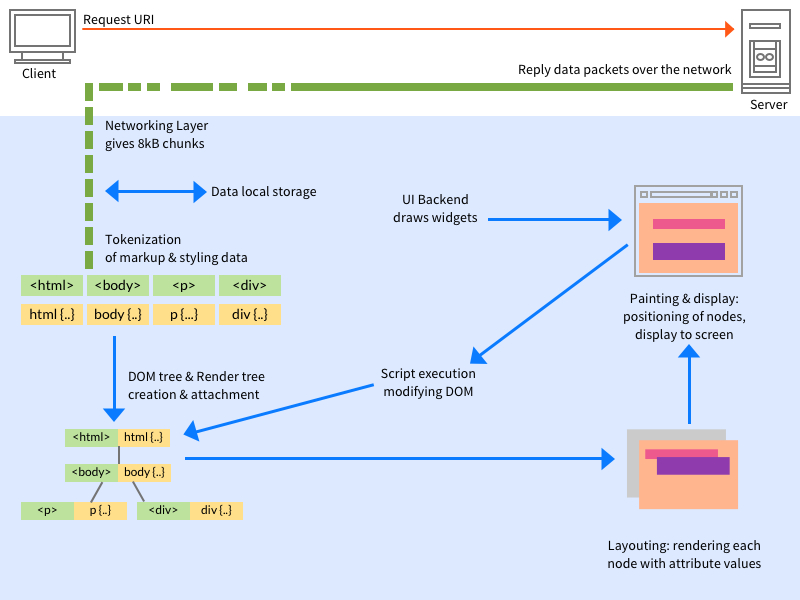 Request URI
Client
Reply data packets over the network
Server
Networking Layer
gives 8kB chunks
Data local storage
UI Backend
draws widgets
Tokenization
of markup & styling data
<html> <body> <p> <div>
html {..} body {..} p {...} div {..}
Painting & display:
positioning of nodes,
display to screen
DOM tree & Render tree
creation & attachment
Script execution
modifying DOM
<html> html {..}
<body> body {..}
<p> p {..} <div> div {..}
Layouting: rendering each
node with attribute values